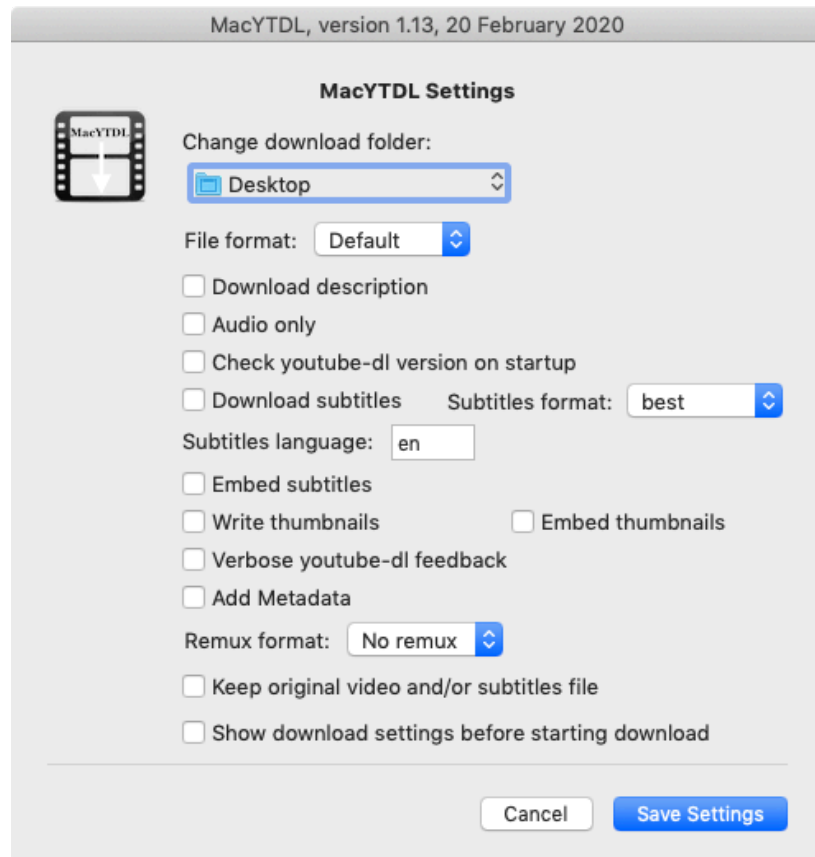 MacYTDL, version 1.13, 20 February 2020
MacYTDL Settings
MacYTDL
Change download folder:
Desktop
File format: Default
Download description
Audio only
Check youtube-dl version on startup
Download subtitles Subtitles format: best
Subtitles language: en
Embed subtitles
Write thumbnails Embed thumbnails
Verbose youtube-dl feedback
Add Metadata
Remux format: No remux
Keep original video and/or subtitles file
Show download settings before starting download
Cancel Save Settings